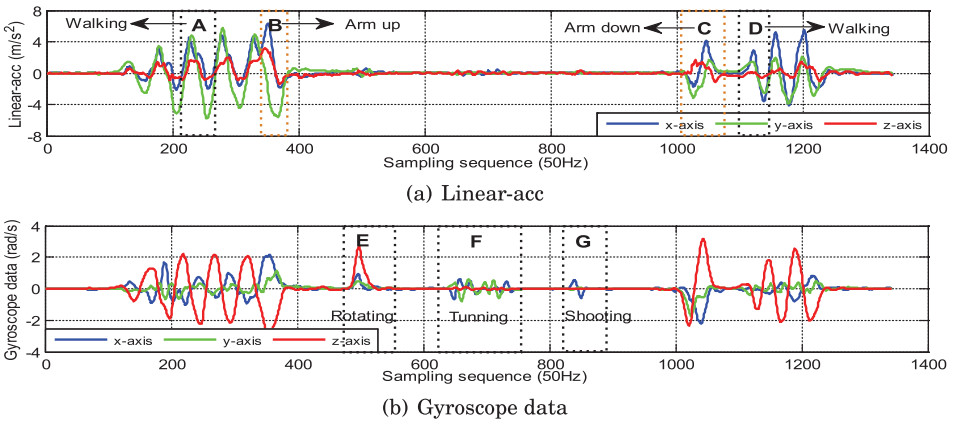 Walking A B Arm up Arm down C D Walking
8
4
0
-4
-8
Linear-acc (m/s²)
x-axis y-axis z-axis
0 200 400 600 800 1000 1200 1400
Sampling sequence (50Hz)
(a) Linear-acc
4
2
0
-2
-4
Gyroscope data (rad/s)
E F G
Rotating Tunning Shooting
x-axis y-axis z-axis
0 200 400 600 800 1000 1200 1400
Sampling sequence (50Hz)
(b) Gyroscope data